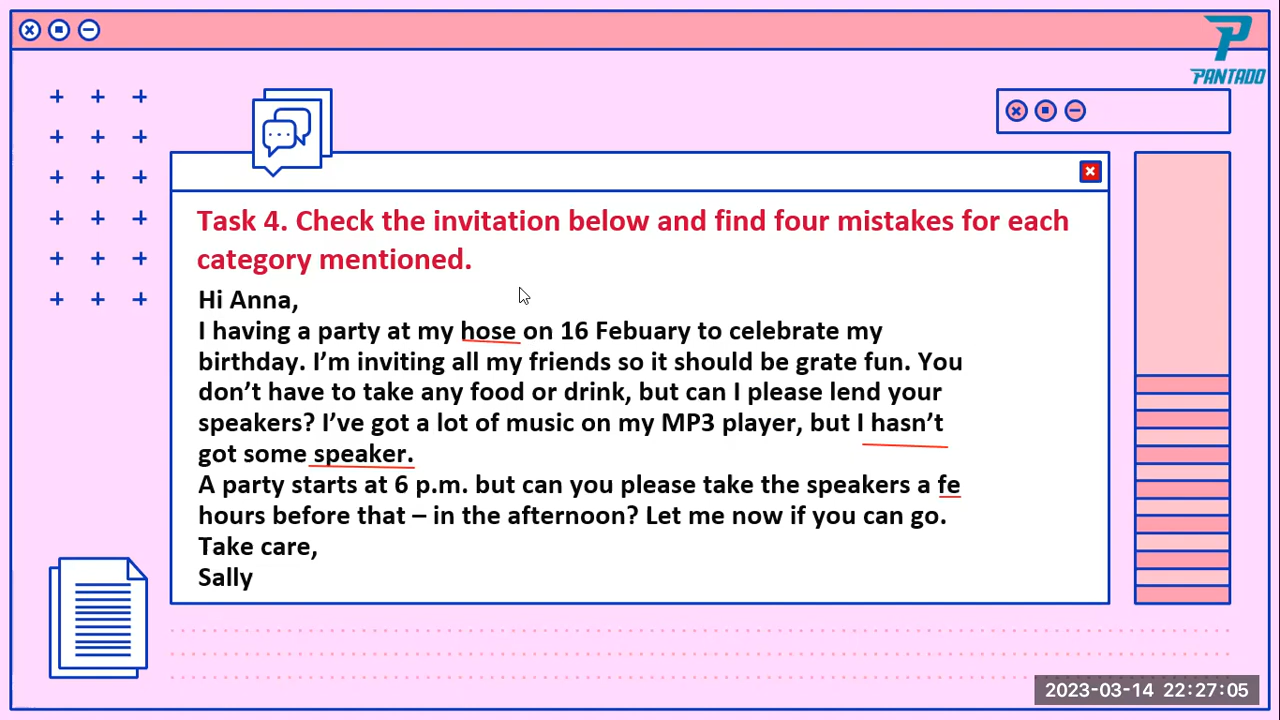 PANTADO
Task 4. Check the invitation below and find four mistakes for each
category mentioned.
Hi Anna,
I having a party at my hose on 16 Febuary to celebrate my
birthday. I’m inviting all my friends so it should be grate fun. You
don’t have to take any food or drink, but can I please lend your
speakers? I’ve got a lot of music on my MP3 player, but I hasn’t
got some speaker.
A party starts at 6 p.m. but can you please take the speakers a fe
hours before that – in the afternoon? Let me now if you can go.
Take care,
Sally
2023-03-14 22:27:05